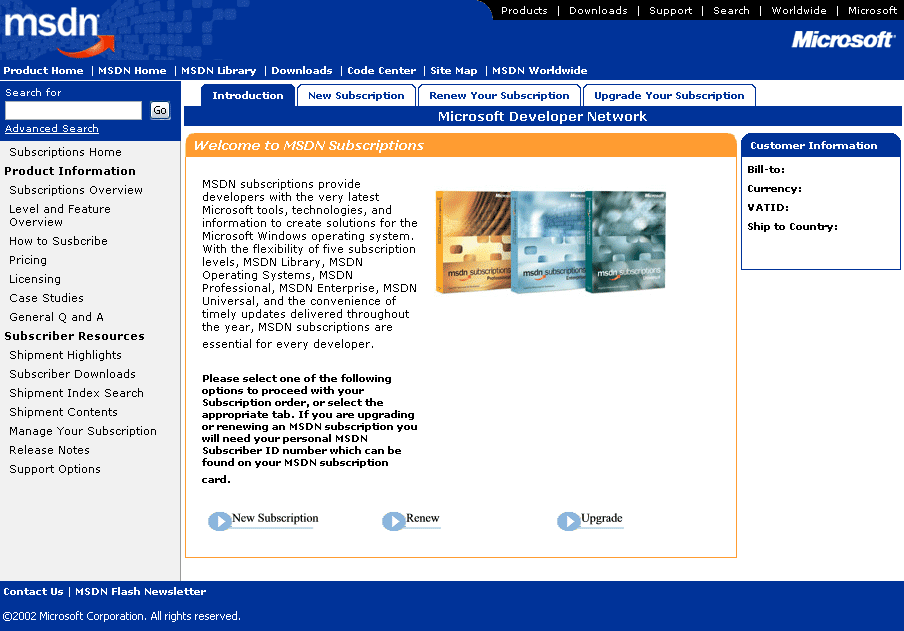 Products | Downloads | Support | Search | Worldwide | Microsoft
msdn
Microsoft
Product Home | MSDN Home | MSDN Library | Downloads | Code Center | Site Map | MSDN Worldwide
Search for
Go
Advanced Search
Introduction
New Subscription
Renew Your Subscription
Upgrade Your Subscription
Microsoft Developer Network
Subscriptions Home
Product Information
Subscriptions Overview
Level and Feature
Overview
How to Susbcribe
Pricing
Licensing
Case Studies
General Q and A
Subscriber Resources
Shipment Highlights
Subscriber Downloads
Shipment Index Search
Shipment Contents
Manage Your Subscription
Release Notes
Support Options
Welcome to MSDN Subscriptions
MSDN subscriptions provide
developers with the very latest
Microsoft tools, technologies, and
information to create solutions for the
Microsoft Windows operating system.
With the flexibility of five subscription
levels, MSDN Library, MSDN
Operating Systems, MSDN
Professional, MSDN Enterprise, MSDN
Universal, and the convenience of
timely updates delivered throughout
the year, MSDN subscriptions are
essential for every developer.
msdn subscriptions
msdn subscriptions
msdn subscriptions
Please select one of the following
options to proceed with your
Subscription order, or select the
appropriate tab. If you are upgrading
or renewing an MSDN subscription you
will need your personal MSDN
Subscriber ID number which can be
found on your MSDN subscription
card.
New Subscription
Renew
Upgrade
Customer Information
Bill-to:
Currency:
VATID:
Ship to Country:
Contact Us | MSDN Flash Newsletter
©2002 Microsoft Corporation. All rights reserved.